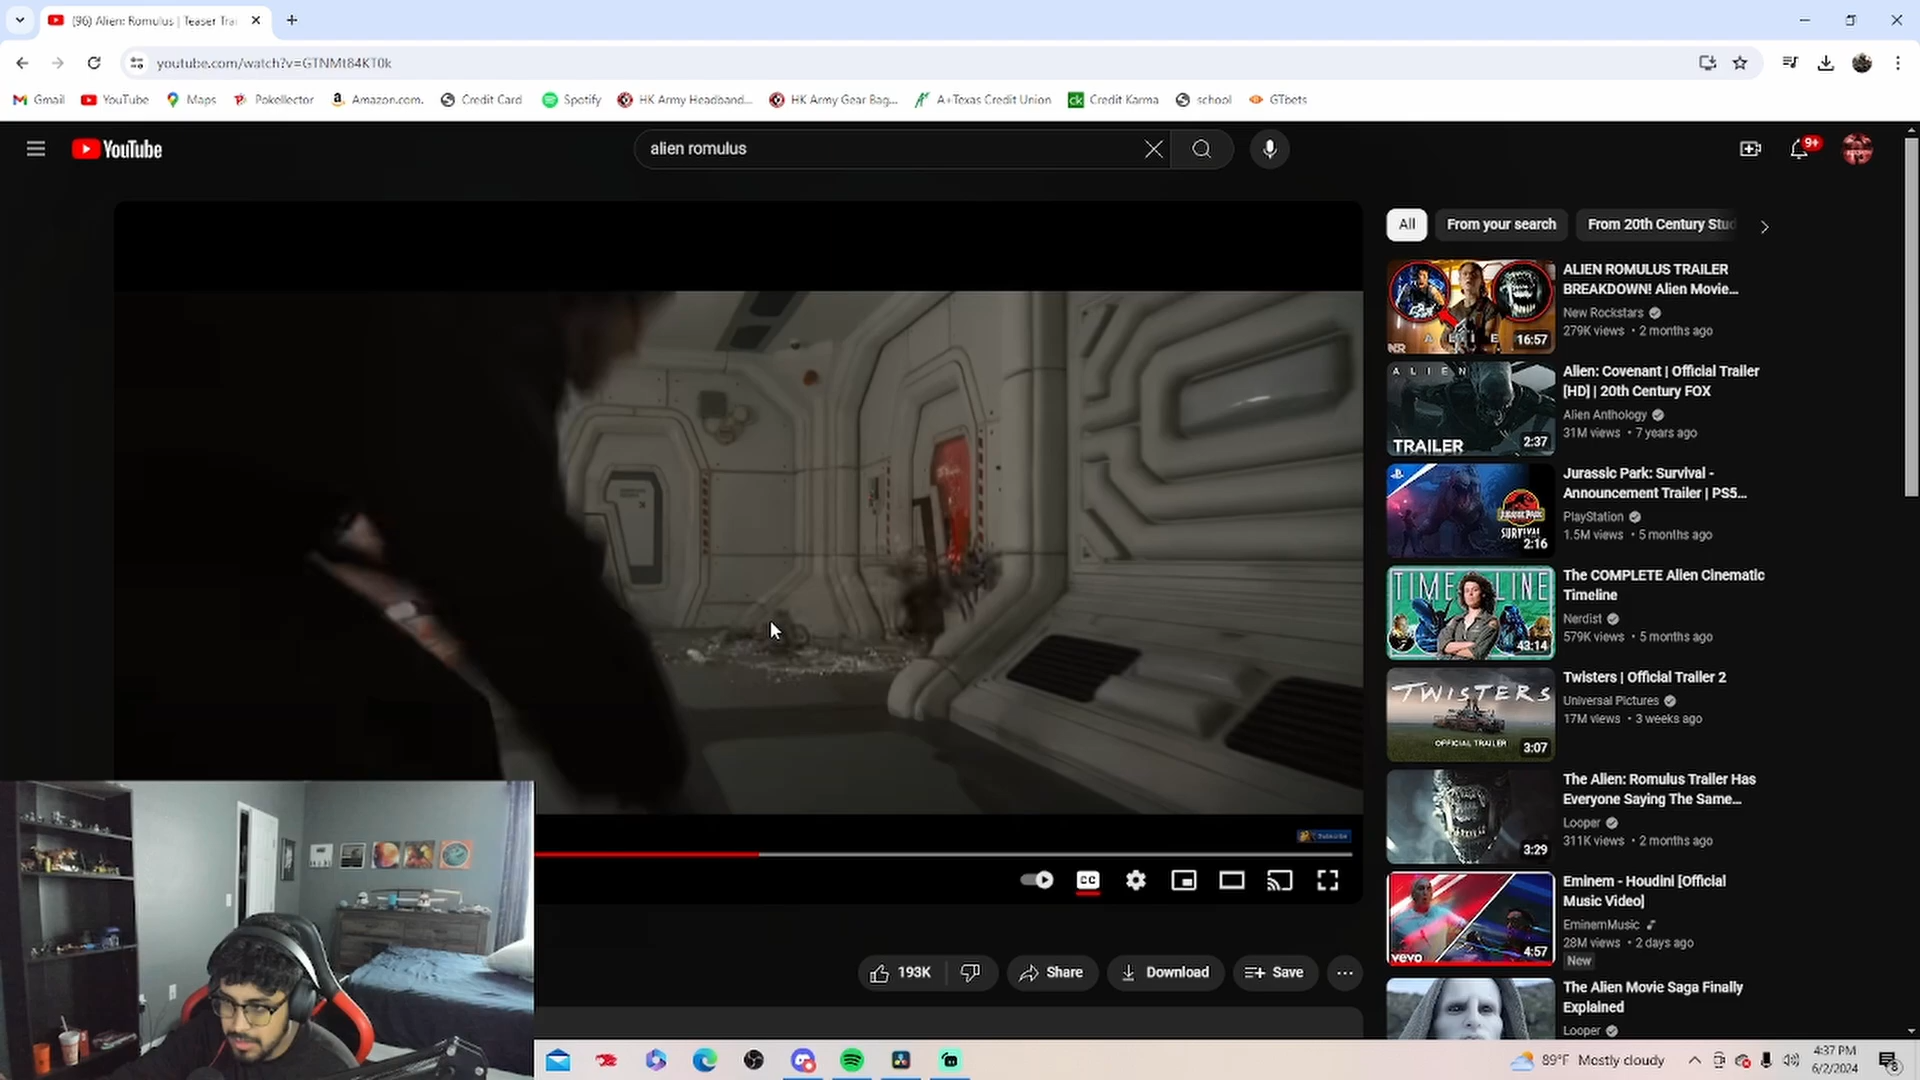 (96) Alien: Romulus | Teaser Trai
youtube.com/watch?v=GTNMt84KT0k
Gmail YouTube Maps Pokellector Amazon.com. Credit Card Spotify HK Army Headband... HK Army Gear Bag... A+Texas Credit Union Credit Karma school GTbets
YouTube
alien romulus
9+
All From your search From 20th Century Stud
ALIEN ROMULUS TRAILER
BREAKDOWN! Alien Movie...
New Rockstars
279K views • 2 months ago
16:57
Alien: Covenant | Official Trailer
[HD] | 20th Century FOX
Alien Anthology
31M views • 7 years ago
ALIEN
TRAILER
2:37
Jurassic Park: Survival -
Announcement Trailer | PS5...
PlayStation
1.5M views • 5 months ago
2:16
The COMPLETE Alien Cinematic
Timeline
Nerdist
579K views • 5 months ago
TIMELINE
43:14
Twisters | Official Trailer 2
Universal Pictures
17M views • 3 weeks ago
TWISTERS
OFFICIAL TRAILER
3:07
The Alien: Romulus Trailer Has
Everyone Saying The Same...
Looper
311K views • 2 months ago
3:29
Eminem - Houdini [Official
Music Video]
EminemMusic
28M views • 2 days ago
New
vevo
4:57
The Alien Movie Saga Finally
Explained
Looper
Subscribe
CC
193K Share Download Save
89°F Mostly cloudy
4:37 PM
6/2/2024